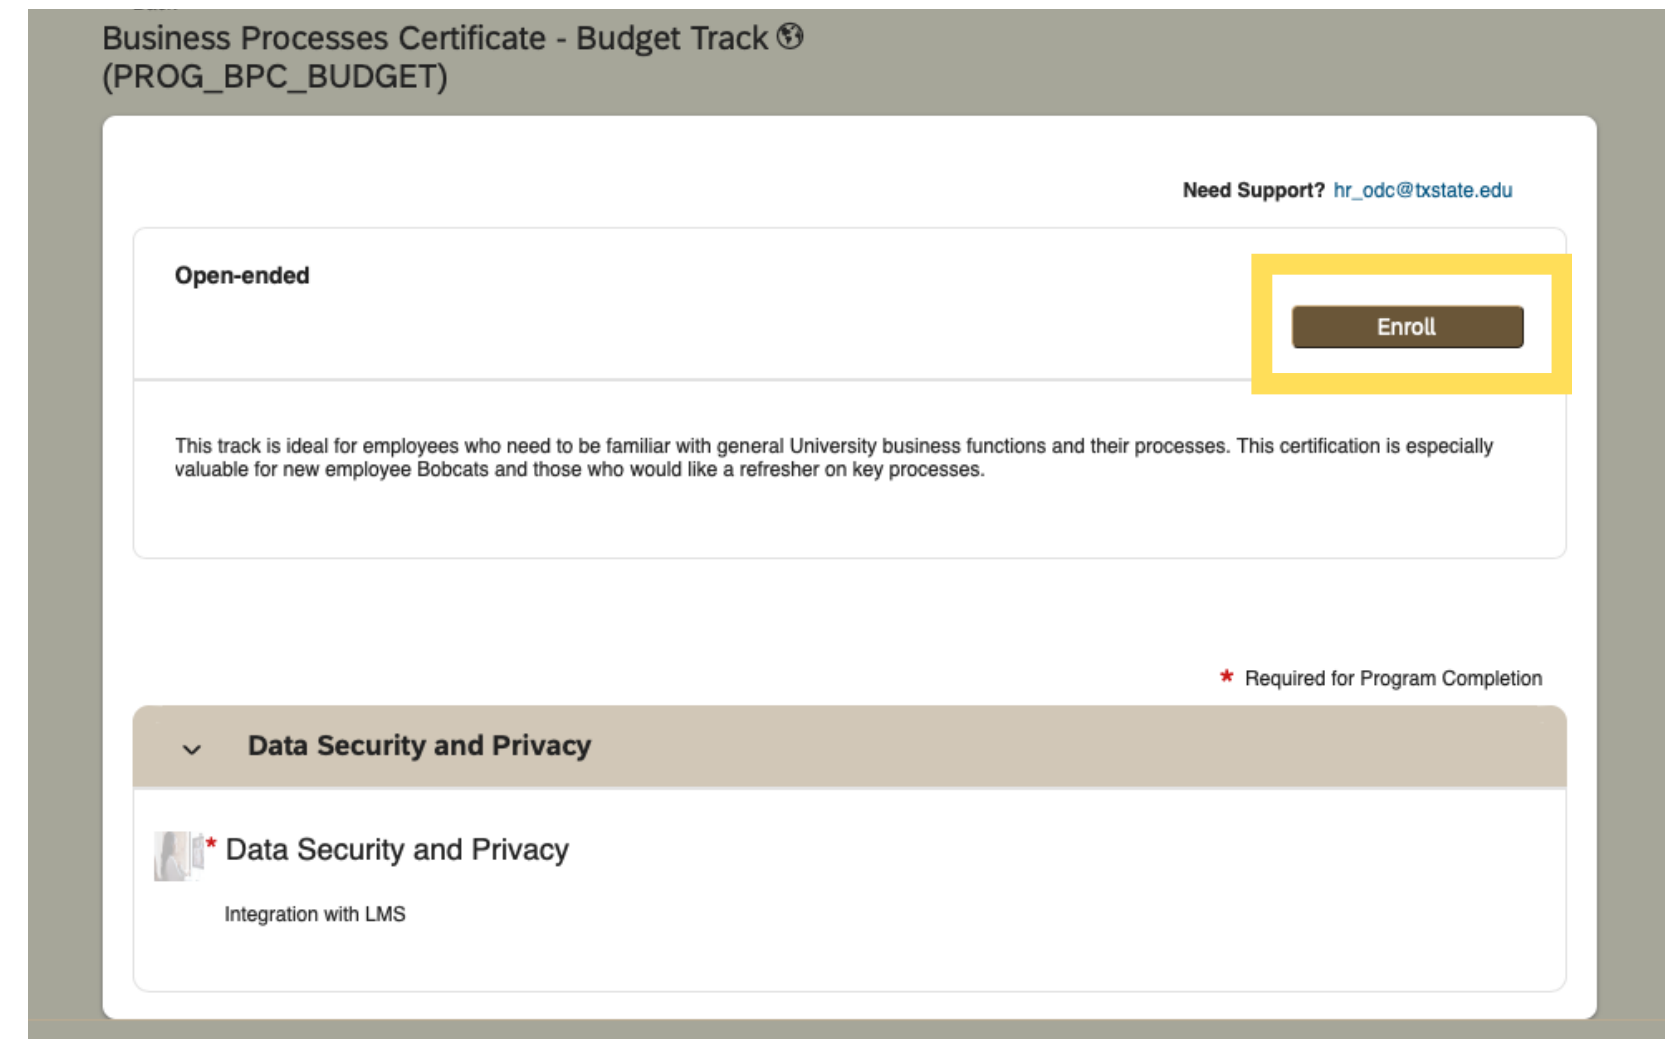 Business Processes Certificate - Budget Track
(PROG_BPC_BUDGET)
Need Support? hr_odc@txstate.edu
Open-ended
Enroll
This track is ideal for employees who need to be familiar with general University business functions and their processes. This certification is especially
valuable for new employee Bobcats and those who would like a refresher on key processes.
* Required for Program Completion
Data Security and Privacy
* Data Security and Privacy
Integration with LMS